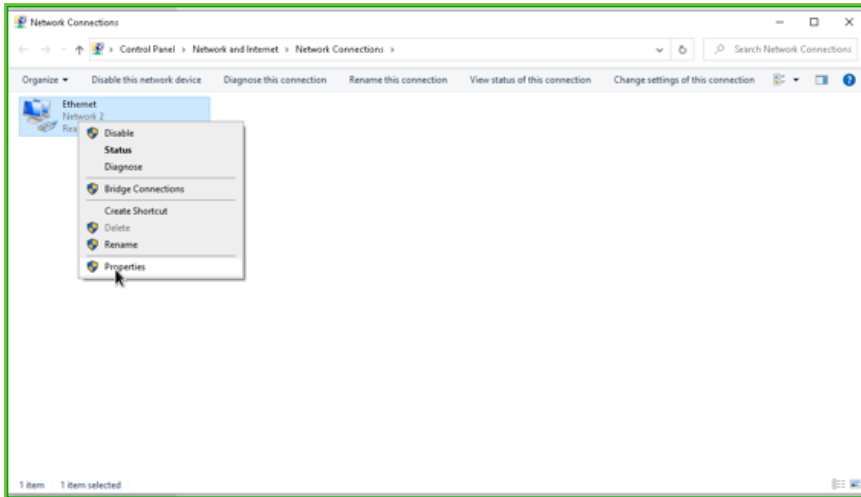 Network Connections
Control Panel > Network and Internet > Network Connections >
Search Network Connections
Organize Disable this network device Diagnose this connection Rename this connection View status of this connection Change settings of this connection
Ethernet
Network 2
Disable
Status
Diagnose
Bridge Connections
Create Shortcut
Delete
Rename
Properties
1 item 1 item selected